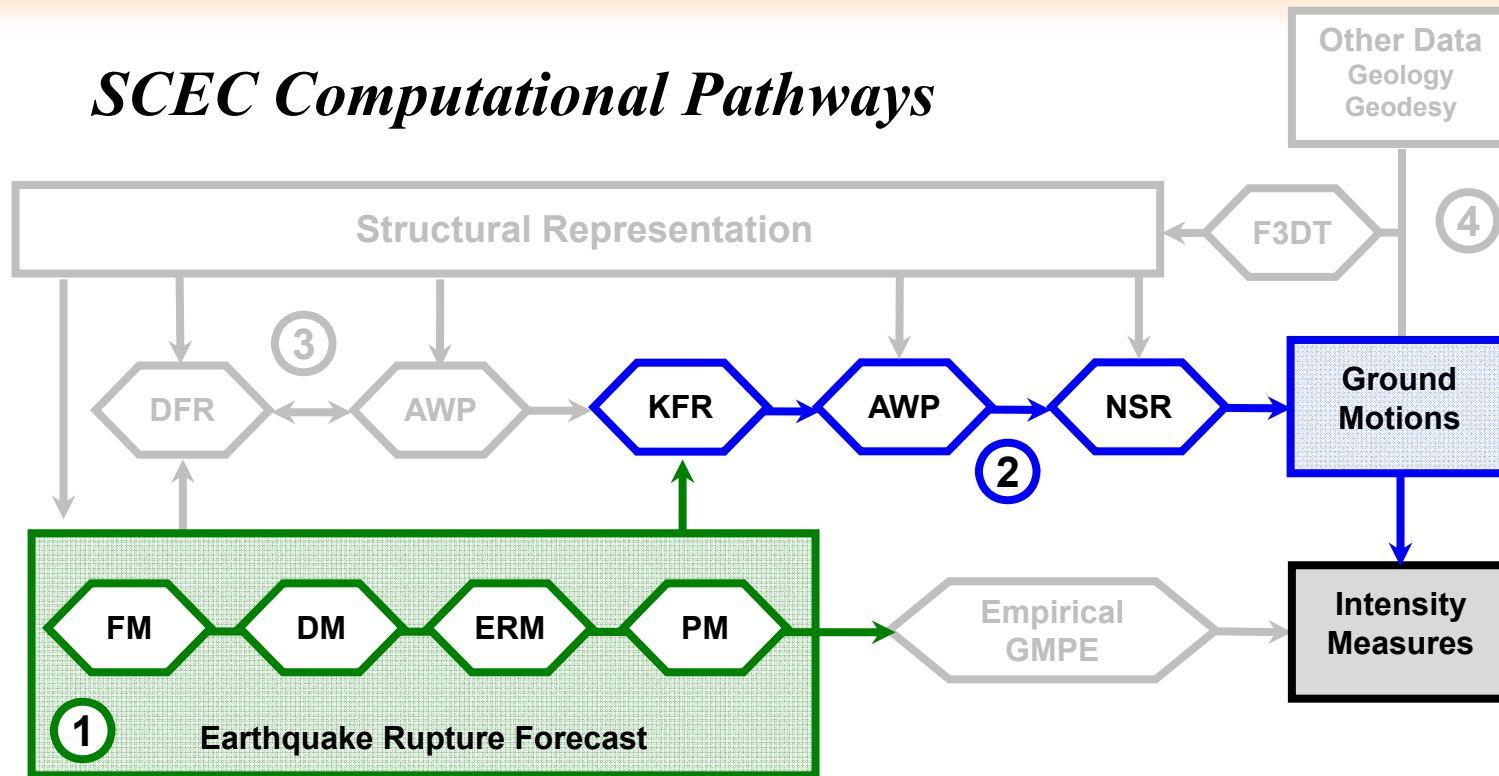 SCEC Computational Pathways
Other Data
Geology
Geodesy
Structural Representation
F3DT
4
3
DFR
AWP
KFR
AWP
NSR
Ground
Motions
2
FM
DM
ERM
PM
Empirical
GMPE
Intensity
Measures
1
Earthquake Rupture Forecast